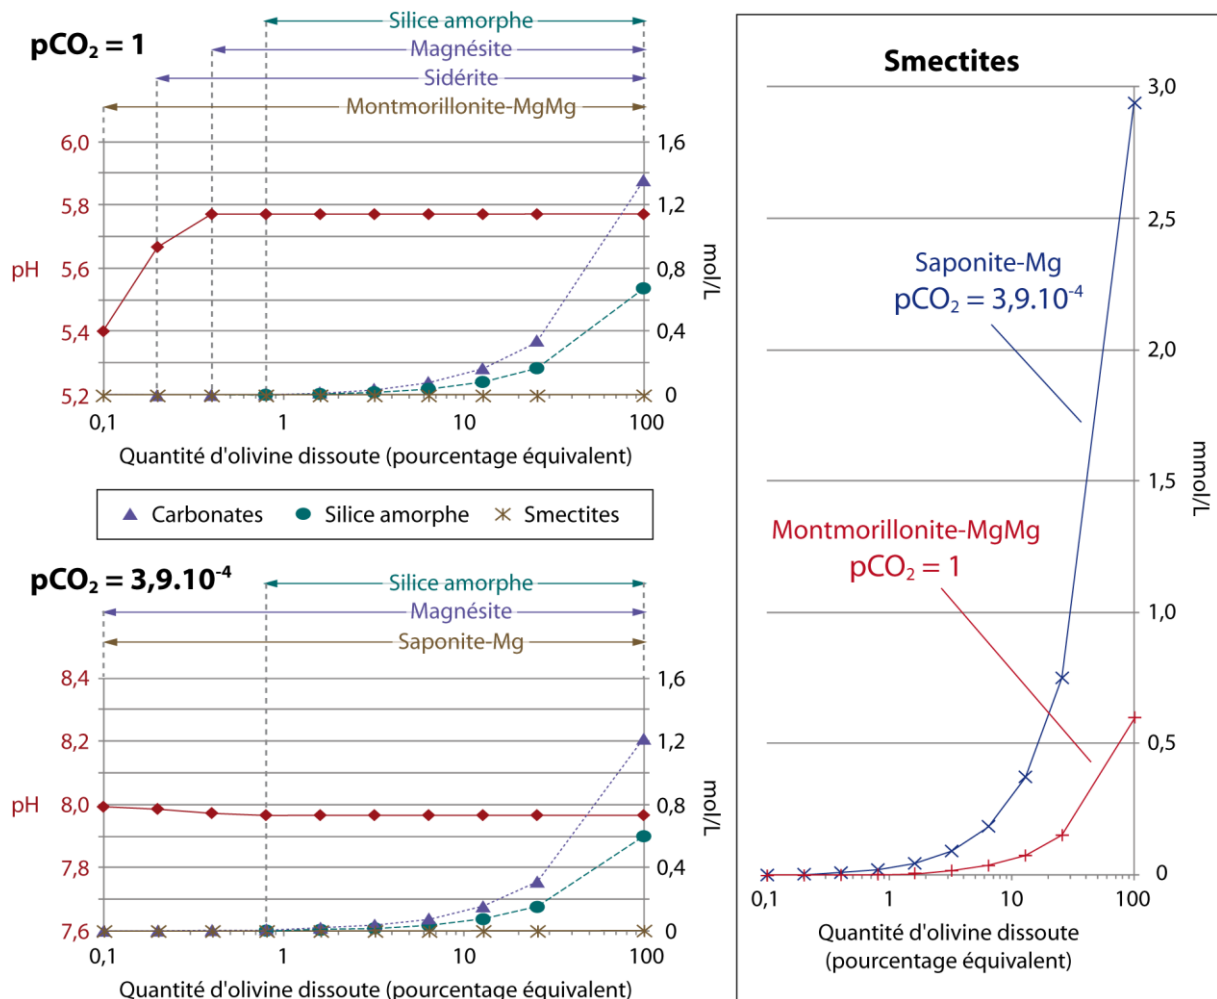 pCO₂ = 1
Silice amorphe
Magnésite
Sidérite
Montmorillonite-MgMg
6,0
5,8
5,6
5,4
5,2
pH
1,6
1,2
0,8
0,4
0
mol/L
0,1
1
10
100
Quantité d'olivine dissoute (pourcentage équivalent)
Carbonates
Silice amorphe
Smectites
pCO₂ = 3,9.10⁻⁴
Silice amorphe
Magnésite
Saponite-Mg
8,4
8,2
8,0
7,8
7,6
pH
1,6
1,2
0,8
0,4
0
mol/L
0,1
1
10
100
Quantité d'olivine dissoute (pourcentage équivalent)
Smectites
3,0
2,5
2,0
1,5
1,0
0,5
0
mmol/L
Saponite-Mg
pCO₂ = 3,9.10⁻⁴
Montmorillonite-MgMg
pCO₂ = 1
0,1
1
10
100
Quantité d'olivine dissoute
(pourcentage équivalent)